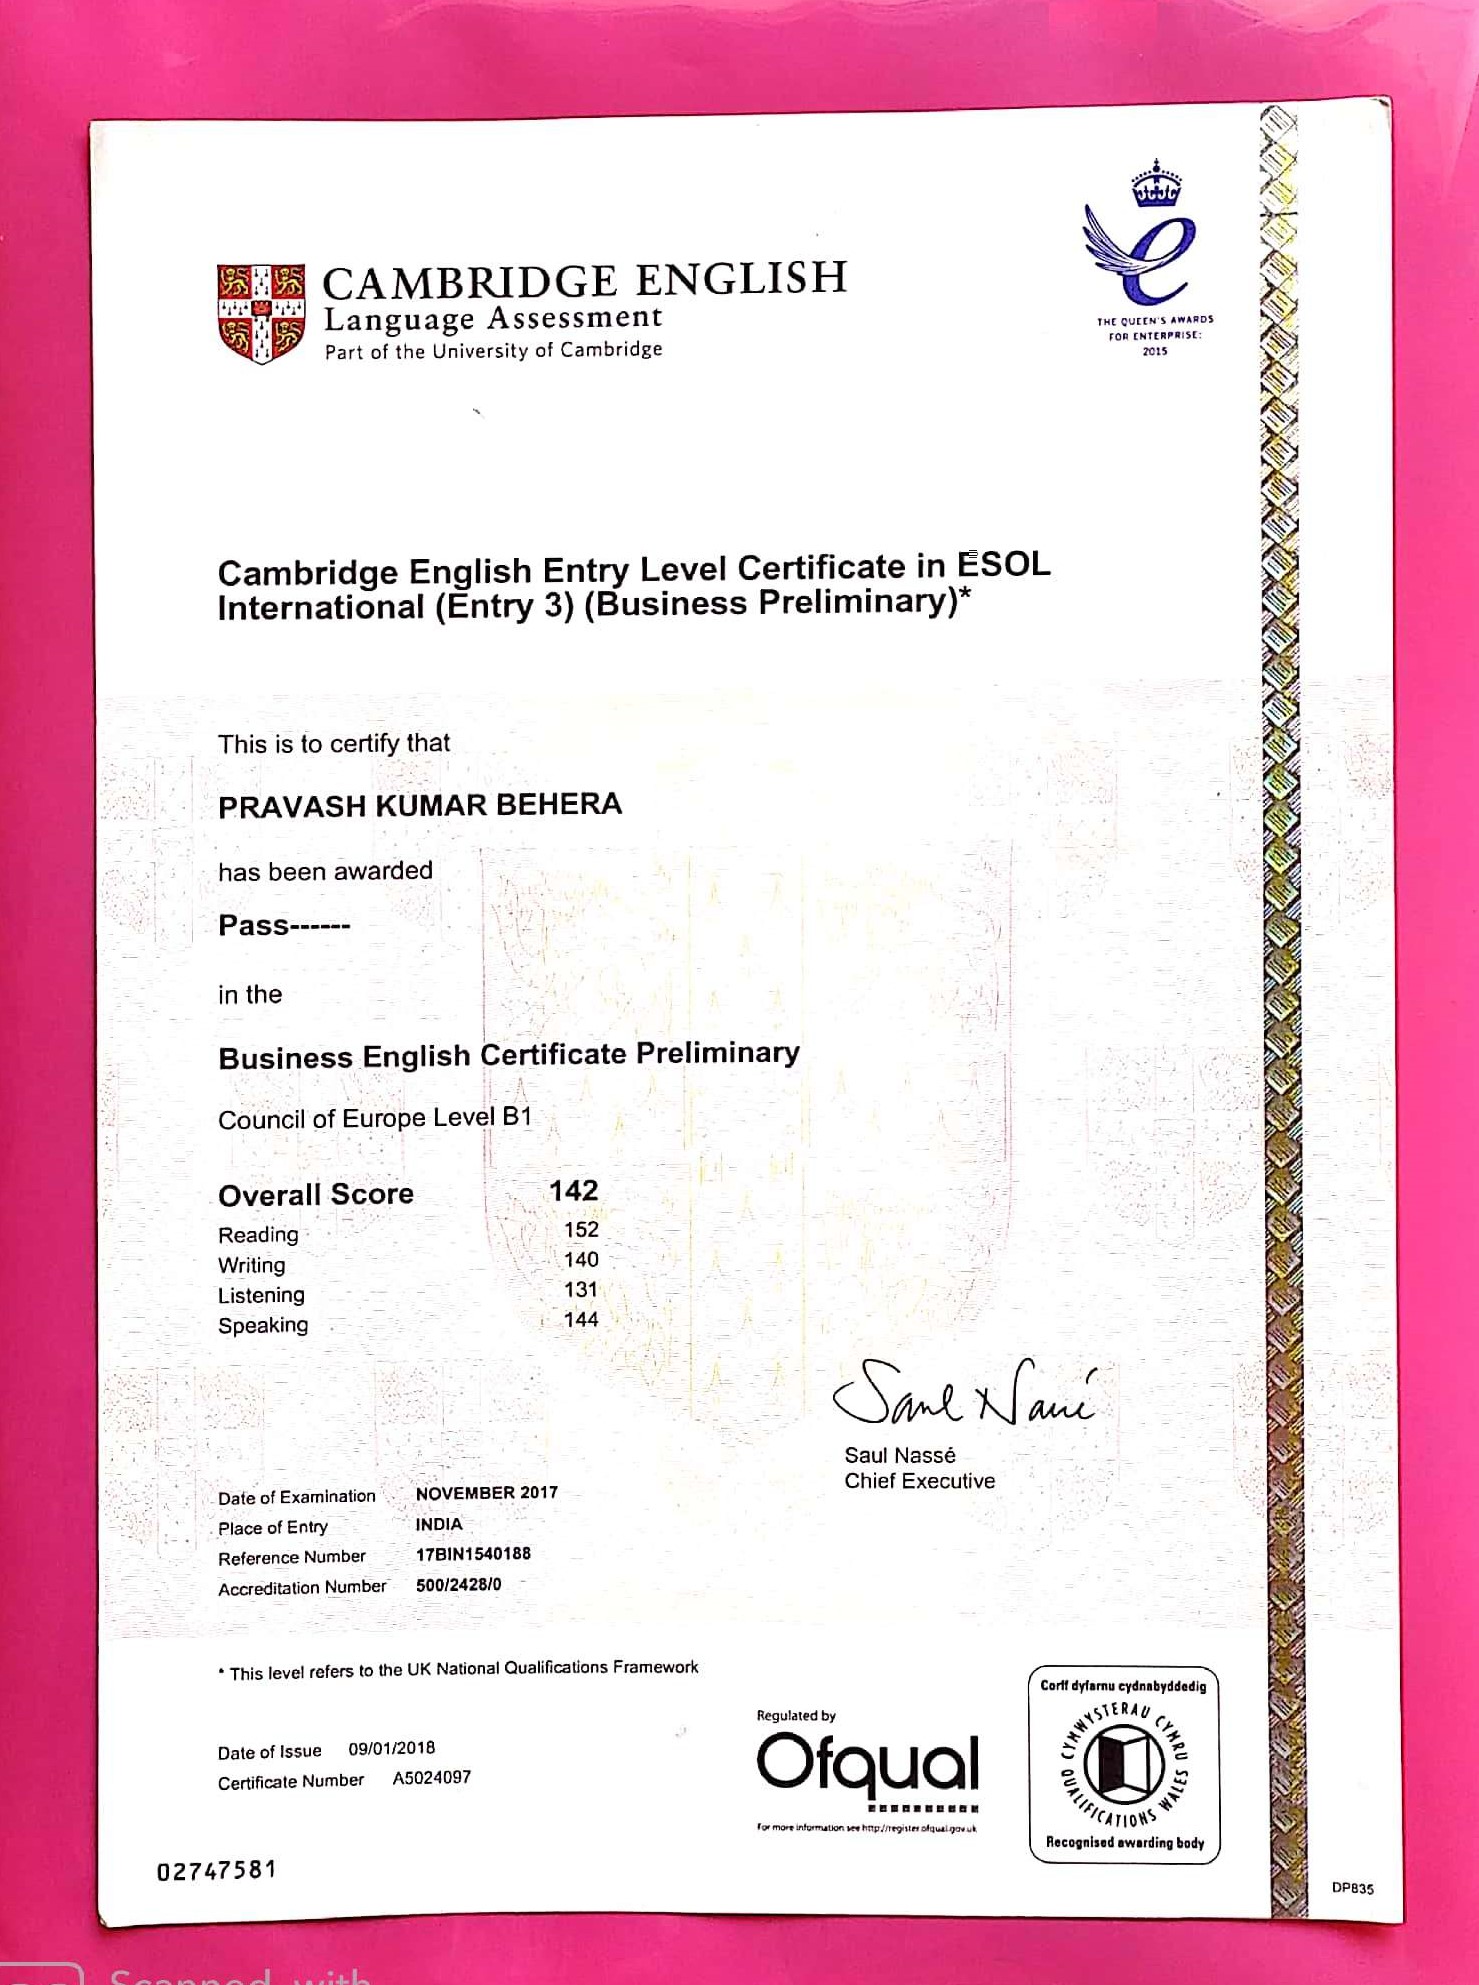 CAMBRIDGE ENGLISH
Language Assessment
Part of the University of Cambridge
THE QUEEN'S AWARDS
FOR ENTERPRISE:
2015
Cambridge English Entry Level Certificate in ESOL
International (Entry 3) (Business Preliminary)*
This is to certify that
PRAVASH KUMAR BEHERA
has been awarded
Pass------
in the
Business English Certificate Preliminary
Council of Europe Level B1
Overall Score 142
Reading 152
Writing 140
Listening 131
Speaking 144
Saul Nassé
Saul Nassé
Chief Executive
Date of Examination NOVEMBER 2017
Place of Entry INDIA
Reference Number 17BIN1540188
Accreditation Number 500/2428/0
* This level refers to the UK National Qualifications Framework
Date of Issue 09/01/2018
Certificate Number A5024097
Regulated by
Ofqual
For more information see http://register.ofqual.gov.uk
Corff dyfarnu cydnabyddedig
CYMWYSTERAU CYMRU
QUALIFICATIONS WALES
Recognised awarding body
02747581
DP835
Scanned with